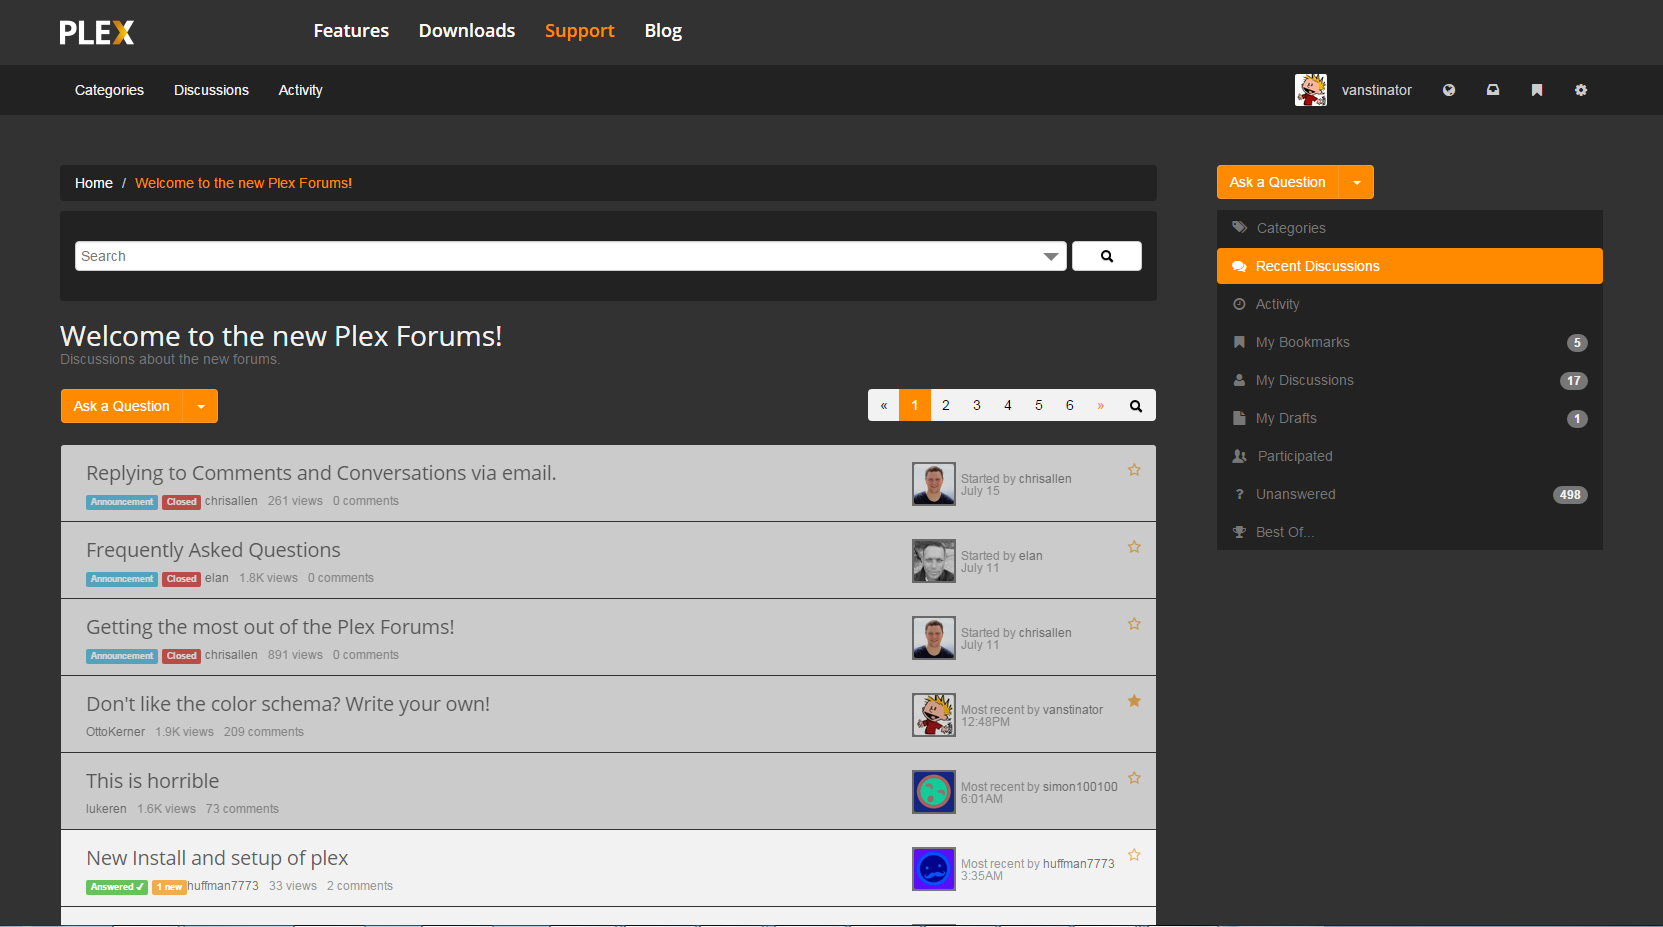 PLEX
Features Downloads Support Blog
Categories Discussions Activity
vanstinator
Home / Welcome to the new Plex Forums!
Search
Welcome to the new Plex Forums!
Discussions about the new forums.
Ask a Question
« 1 2 3 4 5 6 »
Replying to Comments and Conversations via email.
Announcement Closed chrisallen 261 views 0 comments
Started by chrisallen
July 15
Frequently Asked Questions
Announcement Closed elan 1.8K views 0 comments
Started by elan
July 11
Getting the most out of the Plex Forums!
Announcement Closed chrisallen 891 views 0 comments
Started by chrisallen
July 11
Don't like the color schema? Write your own!
OttoKerner 1.9K views 209 comments
Most recent by vanstinator
12:48PM
This is horrible
lukeren 1.6K views 73 comments
Most recent by simon100100
6:01AM
New Install and setup of plex
Answered ✓ 1 new huffman7773 33 views 2 comments
Most recent by huffman7773
3:35AM
Ask a Question
Categories
Recent Discussions
Activity
My Bookmarks 5
My Discussions 17
My Drafts 1
Participated
? Unanswered 498
Best Of...